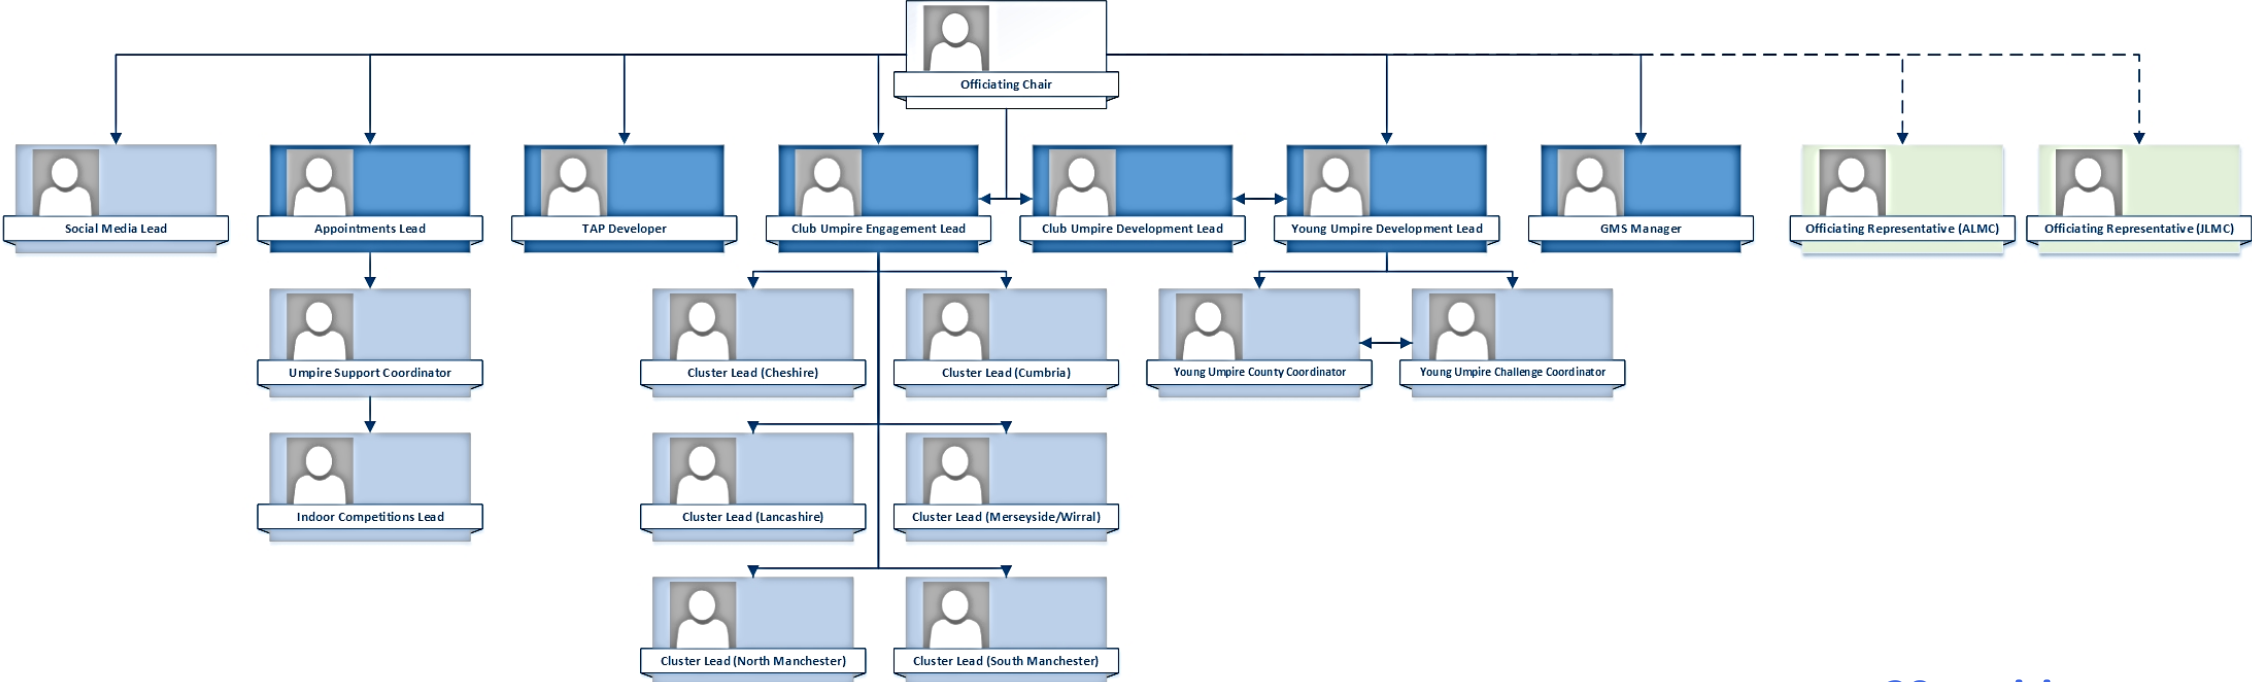 Officiating Chair
Social Media Lead
Appointments Lead
TAP Developer
Club Umpire Engagement Lead
Club Umpire Development Lead
Young Umpire Development Lead
GMS Manager
Officiating Representative (ALMC)
Officiating Representative (JLMC)
Umpire Support Coordinator
Cluster Lead (Cheshire)
Cluster Lead (Cumbria)
Young Umpire County Coordinator
Young Umpire Challenge Coordinator
Indoor Competitions Lead
Cluster Lead (Lancashire)
Cluster Lead (Merseyside/Wirral)
Cluster Lead (North Manchester)
Cluster Lead (South Manchester)